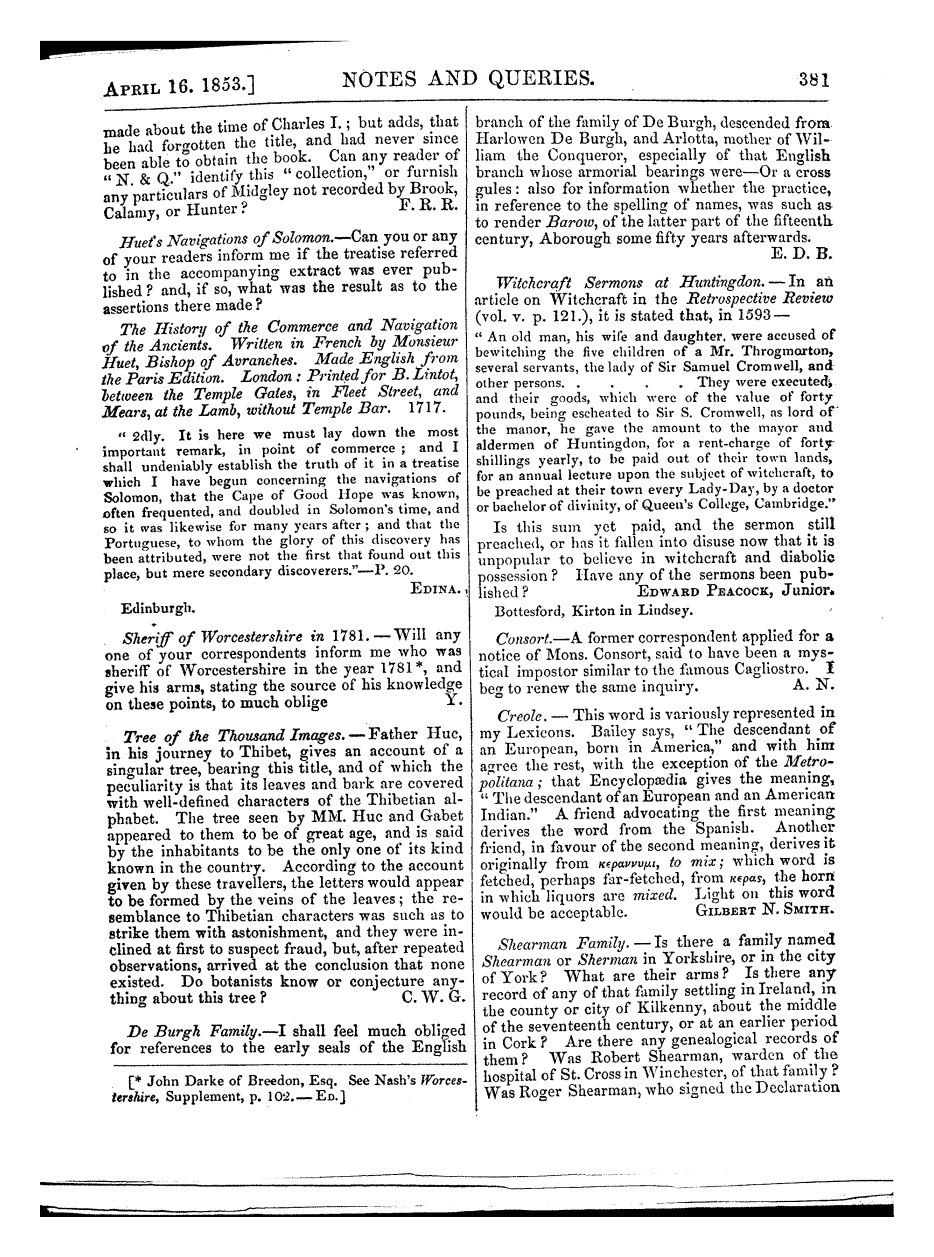 APRIL 16. 1853.] NOTES AND QUERIES. 381
made about the time of Charles I.; but adds, that
he had forgotten the title, and had never since
been able to obtain the book. Can any reader of
“N. & Q.” identify this “collection,” or furnish
any particulars of Midgley not recorded by Brook,
Calamy, or Hunter? F. R. R.
Huet's Navigations of Solomon.—Can you or any
of your readers inform me if the treatise referred
to in the accompanying extract was ever pub-
lished? and, if so, what was the result as to the
assertions there made?
The History of the Commerce and Navigation
of the Ancients. Written in French by Monsieur
Huet, Bishop of Avranches. Made English from
the Paris Edition. London: Printed for B. Lintot,
between the Temple Gates, in Fleet Street, and
Mears, at the Lamb, without Temple Bar. 1717.
“2dly. It is here we must lay down the most
important remark, in point of commerce; and I
shall undeniably establish the truth of it in a treatise
which I have begun concerning the navigations of
Solomon, that the Cape of Good Hope was known,
often frequented, and doubled in Solomon's time, and
so it was likewise for many years after; and that the
Portuguese, to whom the glory of this discovery has
been attributed, were not the first that found out this
place, but mere secondary discoverers.”—P. 20.
EDINA.
Edinburgh.
Sheriff of Worcestershire in 1781.—Will any
one of your correspondents inform me who was
sheriff of Worcestershire in the year 1781*, and
give his arms, stating the source of his knowledge
on these points, to much oblige Y.
Tree of the Thousand Images.—Father Huc,
in his journey to Thibet, gives an account of a
singular tree, bearing this title, and of which the
peculiarity is that its leaves and bark are covered
with well-defined characters of the Thibetian al-
phabet. The tree seen by MM. Huc and Gabet
appeared to them to be of great age, and is said
by the inhabitants to be the only one of its kind
known in the country. According to the account
given by these travellers, the letters would appear
to be formed by the veins of the leaves; the re-
semblance to Thibetian characters was such as to
strike them with astonishment, and they were in-
clined at first to suspect fraud, but, after repeated
observations, arrived at the conclusion that none
existed. Do botanists know or conjecture any-
thing about this tree? C. W. G.
De Burgh Family.—I shall feel much obliged
for references to the early seals of the English
[* John Darke of Breedon, Esq. See Nash's Worces-
tershire, Supplement, p. 102.—ED.]
branch of the family of De Burgh, descended from
Harlowen De Burgh, and Arlotta, mother of Wil-
liam the Conqueror, especially of that English
branch whose armorial bearings were—Or a cross
gules: also for information whether the practice,
in reference to the spelling of names, was such as
to render Barow, of the latter part of the fifteenth
century, Aborough some fifty years afterwards.
E. D. B.
Witchcraft Sermons at Huntingdon.—In an
article on Witchcraft in the Retrospective Review
(vol. v. p. 121.), it is stated that, in 1593—
“An old man, his wife and daughter, were accused of
bewitching the five children of a Mr. Throgmorton,
several servants, the lady of Sir Samuel Cromwell, and
other persons. . . . . They were executed,
and their goods, which were of the value of forty
pounds, being escheated to Sir S. Cromwell, as lord of
the manor, he gave the amount to the mayor and
aldermen of Huntingdon, for a rent-charge of forty
shillings yearly, to be paid out of their town lands,
for an annual lecture upon the subject of witchcraft, to
be preached at their town every Lady-Day, by a doctor
or bachelor of divinity, of Queen's College, Cambridge.”
Is this sum yet paid, and the sermon still
preached, or has it fallen into disuse now that it is
unpopular to believe in witchcraft and diabolic
possession? Have any of the sermons been pub-
lished? EDWARD PEACOCK, Junior.
Bottesford, Kirton in Lindsey.
Consort.—A former correspondent applied for a
notice of Mons. Consort, said to have been a mys-
tical impostor similar to the famous Cagliostro. I
beg to renew the same inquiry. A. N.
Creole.—This word is variously represented in
my Lexicons. Bailey says, “The descendant of
an European, born in America,” and with him
agree the rest, with the exception of the Metro-
politana; that Encyclopædia gives the meaning,
“The descendant of an European and an American
Indian.” A friend advocating the first meaning
derives the word from the Spanish. Another
friend, in favour of the second meaning, derives it
originally from κεραννυμι, to mix; which word is
fetched, perhaps far-fetched, from κερας, the horn
in which liquors are mixed. Light on this word
would be acceptable. GILBERT N. SMITH.
Shearman Family.—Is there a family named
Shearman or Sherman in Yorkshire, or in the city
of York? What are their arms? Is there any
record of any of that family settling in Ireland, in
the county or city of Kilkenny, about the middle
of the seventeenth century, or at an earlier period
in Cork? Are there any genealogical records of
them? Was Robert Shearman, warden of the
hospital of St. Cross in Winchester, of that family?
Was Roger Shearman, who signed the Declaration